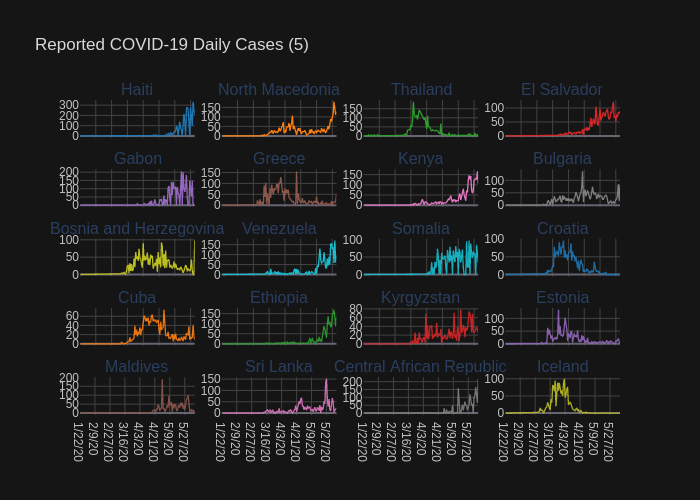 Reported COVID-19 Daily Cases (5)
Haiti North Macedonia Thailand El Salvador
300 200 100 0 150 100 50 0 150 100 50 0 100 50 0
Gabon Greece Kenya Bulgaria
200 150 100 50 0 150 100 50 0 150 100 50 0 100 50 0
Bosnia and Herzegovina Venezuela Somalia Croatia
100 50 0 150 100 50 0 100 50 0 100 50 0
Cuba Ethiopia Kyrgyzstan Estonia
60 40 20 0 150 100 50 0 80 60 40 20 0 100 50 0
Maldives Sri Lanka Central African Republic Iceland
200 150 100 50 0 150 100 50 0 200 150 100 50 0 100 50 0
1/22/20 2/9/20 2/27/20 3/16/20 4/3/20 4/21/20 5/9/20 5/27/20 1/22/20 2/9/20 2/27/20 3/16/20 4/3/20 4/21/20 5/9/20 5/27/20 1/22/20 2/9/20 2/27/20 3/16/20 4/3/20 4/21/20 5/9/20 5/27/20 1/22/20 2/9/20 2/27/20 3/16/20 4/3/20 4/21/20 5/9/20 5/27/20